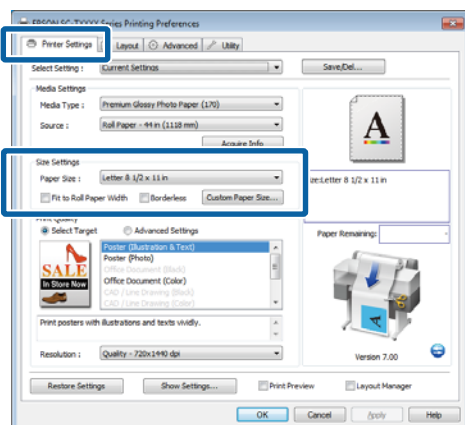 EPSON SC-TXXXX Series Printing Preferences
Printer Settings Layout Advanced Utility
Select Setting : Current Settings Save/Del...
Media Settings
Media Type : Premium Glossy Photo Paper (170)
Source : Roll Paper - 44 in (1118 mm)
Acquire Info
A
Size Settings
Paper Size : Letter 8 1/2 x 11 in
ize:Letter 8 1/2 x 11 in
Fit to Roll Paper Width Borderless Custom Paper Size...
Print Quality
Select Target Advanced Settings
Paper Remaining:
SALE
In Store Now
Poster (Illustration & Text)
Poster (Photo)
Office Document (Black)
Office Document (Color)
CAD / Line Drawing (Black)
CAD / Line Drawing (Color)
A
Print posters with illustrations and texts vividly.
Resolution : Quality - 720x1440 dpi
Version 7.00
Restore Settings Show Settings... Print Preview Layout Manager
OK Cancel Apply Help